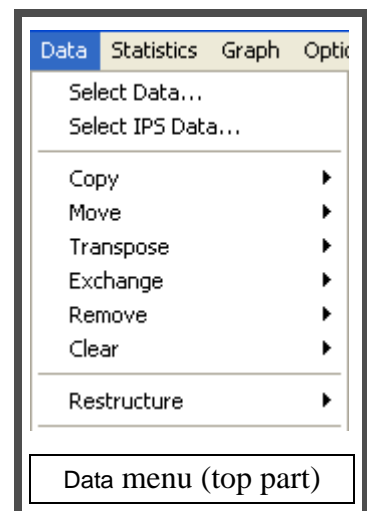 Data Statistics Graph
Select Data...
Select IPS Data...
Copy
Move
Transpose
Exchange
Remove
Clear
Restructure
Data menu (top part)